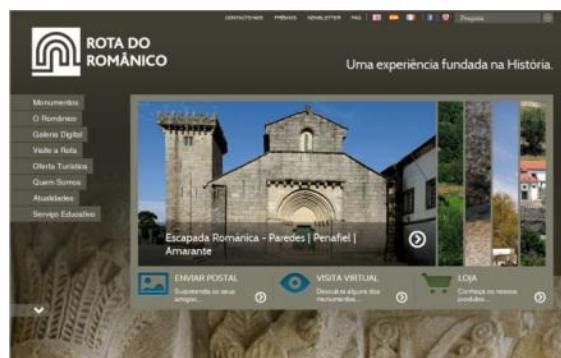 CONTACTE-NOS PRÉMIOS NEWSLETTER FAQ Pesquisa
ROTA DO
ROMÂNICO
Uma experiência fundada na História.
Monumentos
O Românico
Galeria Digital
Visite a Rota
Oferta Turística
Quem Somos
Atualidades
Serviço Educativo
Escapada Românica - Paredes | Penafiel |
Amarante
ENVIAR POSTAL
Surpreenda os seus
amigos...
VISITA VIRTUAL
Descubra alguns dos
monumentos...
LOJA
Conheça os nossos
produtos...